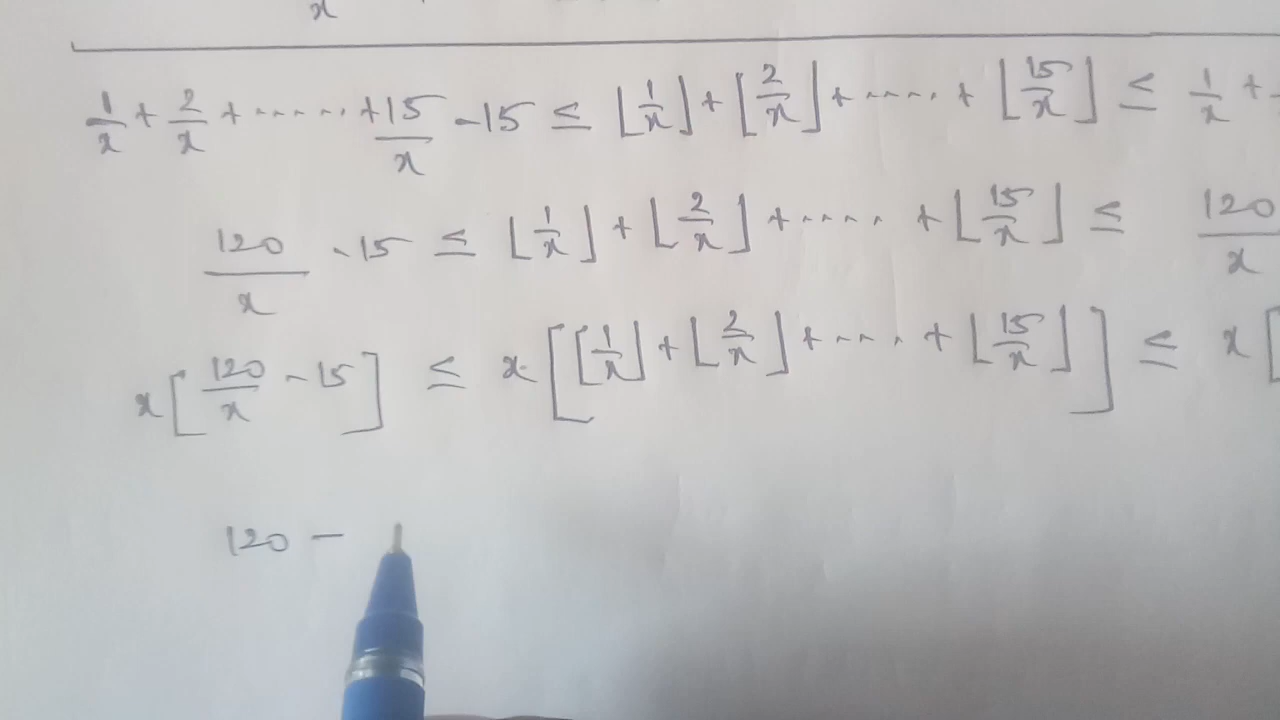 x
1/x + 2/x + ...... + 15/x - 15 ≤ ⌊1/x⌋ + ⌊2/x⌋ + ..... + ⌊15/x⌋ ≤ 1/x +
120/x - 15 ≤ ⌊1/x⌋ + ⌊2/x⌋ + ..... + ⌊15/x⌋ ≤ 120/x
x[120/x - 15] ≤ x.[⌊1/x⌋ + ⌊2/x⌋ + ..... + ⌊15/x⌋] ≤ x[
120 -